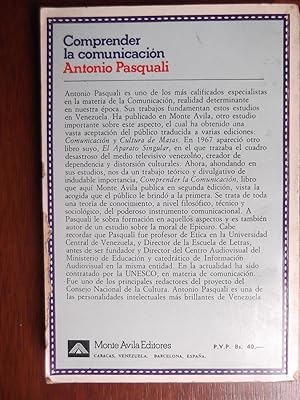 Comprender
la comunicación
Antonio Pasquali
Antonio Pasquali es uno de los más calificados especialistas
en la materia de la Comunicación, realidad determinante
en nuestra época. Sus trabajos fundamentan estos estudios en
Venezuela. Ha publicado en Monte Avila, otro estudio
importante sobre este aspecto, el cual ha obtenido una
vasta aceptación del público traducida a varias ediciones:
Comunicación y Cultura de Masas. En 1967 apareció otro
libro suyo, El Aparato Singular, en el que trazaba el cuadro
desastroso del medio televisivo venezolano, creador de
dependencia y distorsión culturales. Ahora, ahondando en
sus estudios, nos da un trabajo teórico y divulgativo de
indudable importancia, Comprender la Comunicación, libro
que aquí Monte Avila publica en segunda edición, vista la
acogida que el público le brindó a la primera. Se trata de toda
una teoría de conocimiento, a nivel filosófico, técnico y
sociológico, del poderoso instrumento comunicacional. A
Pasquali le sobra formación en aquellos aspectos y es también
autor de un estudio sobre la moral de Epicuro. Cabe
recordar que Pasquali fue profesor de Etica en la Universidad
Central de Venezuela, y Director de la Escuela de Letras,
antes de ser fundador y Director del Centro Audiovisual del
Ministerio de Educación y catedrático de Información
Audiovisual en la misma entidad. En la actualidad ha sido
contratado por la UNESCO, en materia de comunicación.
Fue uno de los principales redactores del proyecto del
Consejo Nacional de la Cultura. Antonio Pasquali es una de
las personalidades intelectuales más brillantes de Venezuela.
Monte Avila Editores
CARACAS, VENEZUELA. BARCELONA, ESPAÑA.
P.V.P. Bs. 40,—